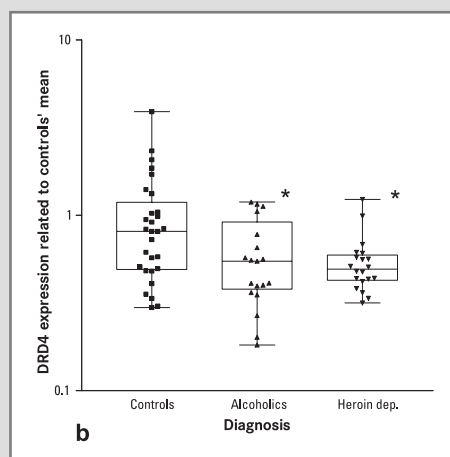 DRD4 expression related to controls' mean
10
1
0.1
*
*
Controls
Alcoholics
Heroin dep.
Diagnosis
b